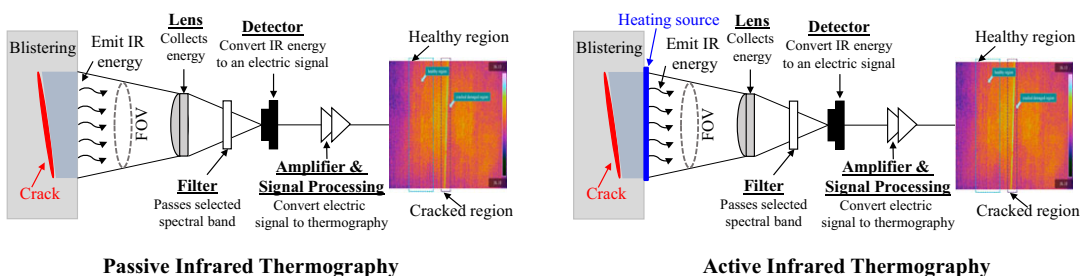 Blistering
Emit IR
energy
Lens
Collects
energy
Detector
Convert IR energy
to an electric signal
Healthy region
FOV
Crack
Filter
Passes selected
spectral band
Amplifier &
Signal Processing
Convert electric
signal to thermography
Cracked region
Passive Infrared Thermography
Heating source
Blistering
Emit IR
energy
Lens
Collects
energy
Detector
Convert IR energy
to an electric signal
Healthy region
FOV
Crack
Filter
Passes selected
spectral band
Amplifier &
Signal Processing
Convert electric
signal to thermography
Cracked region
Active Infrared Thermography